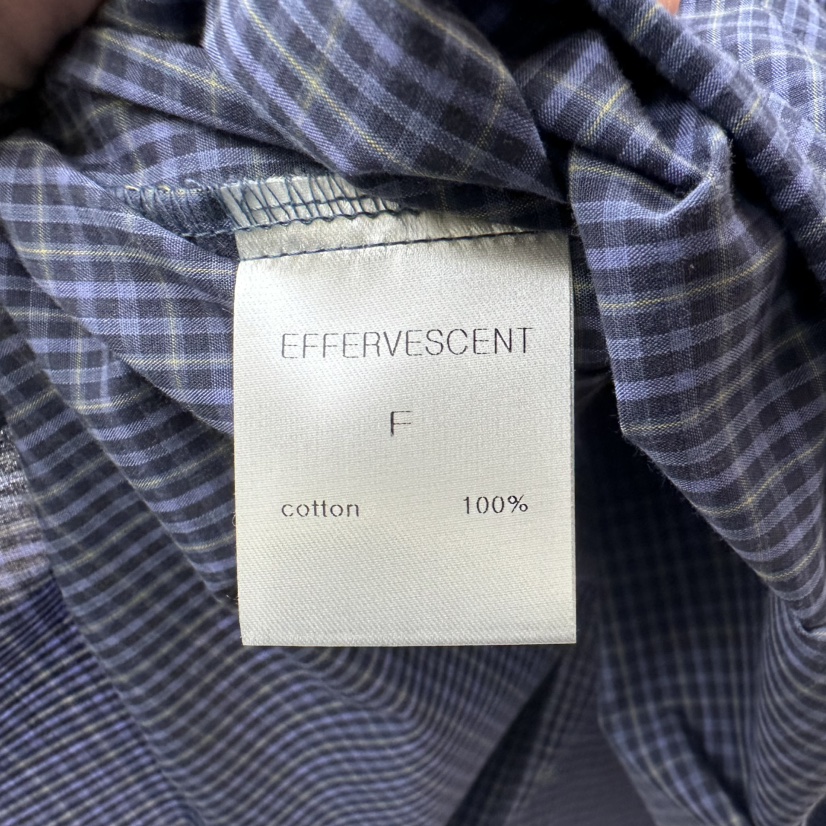 EFFERVESCENT
F
cotton 100%